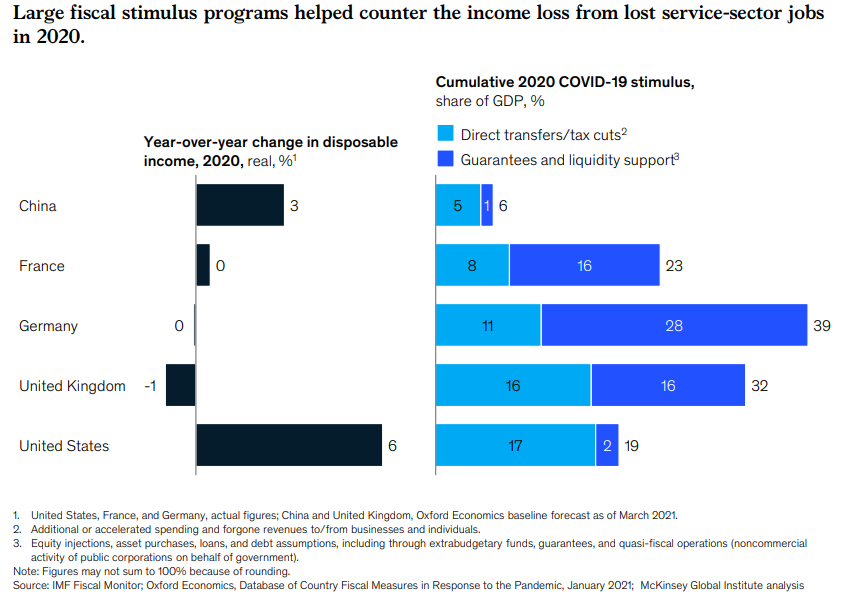 Large fiscal stimulus programs helped counter the income loss from lost service-sector jobs
in 2020.
Cumulative 2020 COVID-19 stimulus,
share of GDP, %
Year-over-year change in disposable
income, 2020, real, %1
Direct transfers/tax cuts2
Guarantees and liquidity support3
China 3 5 1 6
France 0 8 16 23
Germany 0 11 28 39
United Kingdom -1 16 16 32
United States 6 17 2 19
1. United States, France, and Germany, actual figures; China and United Kingdom, Oxford Economics baseline forecast as of March 2021.
2. Additional or accelerated spending and forgone revenues to/from businesses and individuals.
3. Equity injections, asset purchases, loans, and debt assumptions, including through extrabudgetary funds, guarantees, and quasi-fiscal operations (noncommercial
activity of public corporations on behalf of government).
Note: Figures may not sum to 100% because of rounding.
Source: IMF Fiscal Monitor; Oxford Economics, Database of Country Fiscal Measures in Response to the Pandemic, January 2021; McKinsey Global Institute analysis